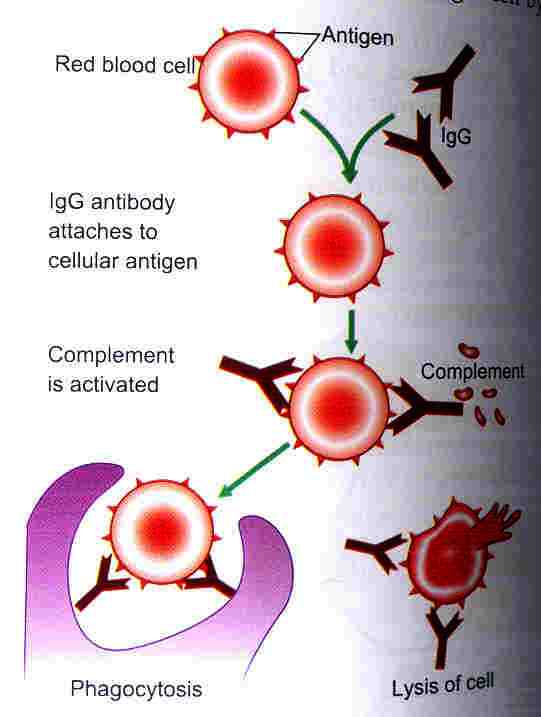 Antigen
Red blood cell
IgG
IgG antibody
attaches to
cellular antigen
Complement
is activated
Complement
Phagocytosis
Lysis of cell